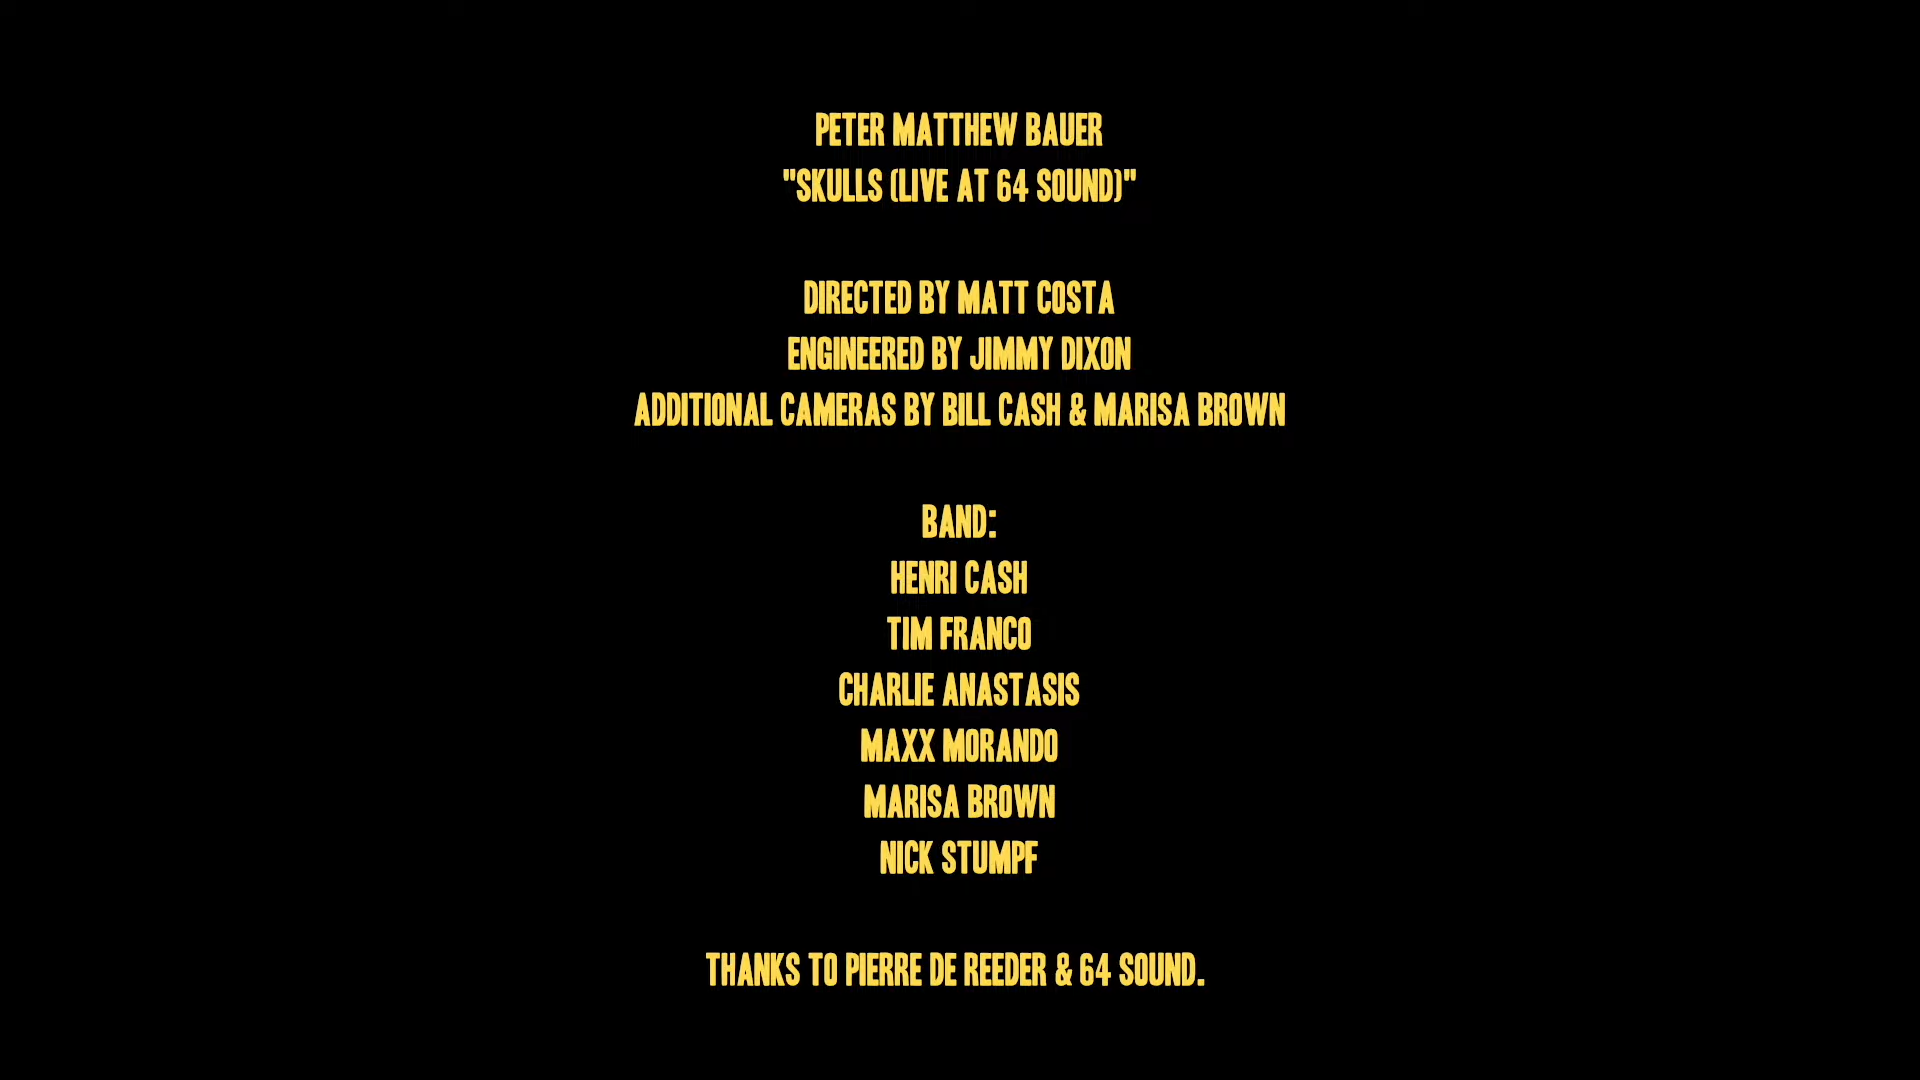 PETER MATTHEW BAUER
"SKULLS (LIVE AT 64 SOUND)"
DIRECTED BY MATT COSTA
ENGINEERED BY JIMMY DIXON
ADDITIONAL CAMERAS BY BILL CASH & MARISA BROWN
BAND:
HENRI CASH
TIM FRANCO
CHARLIE ANASTASIS
MAXX MORANDO
MARISA BROWN
NICK STUMPF
THANKS TO PIERRE DE REEDER & 64 SOUND.